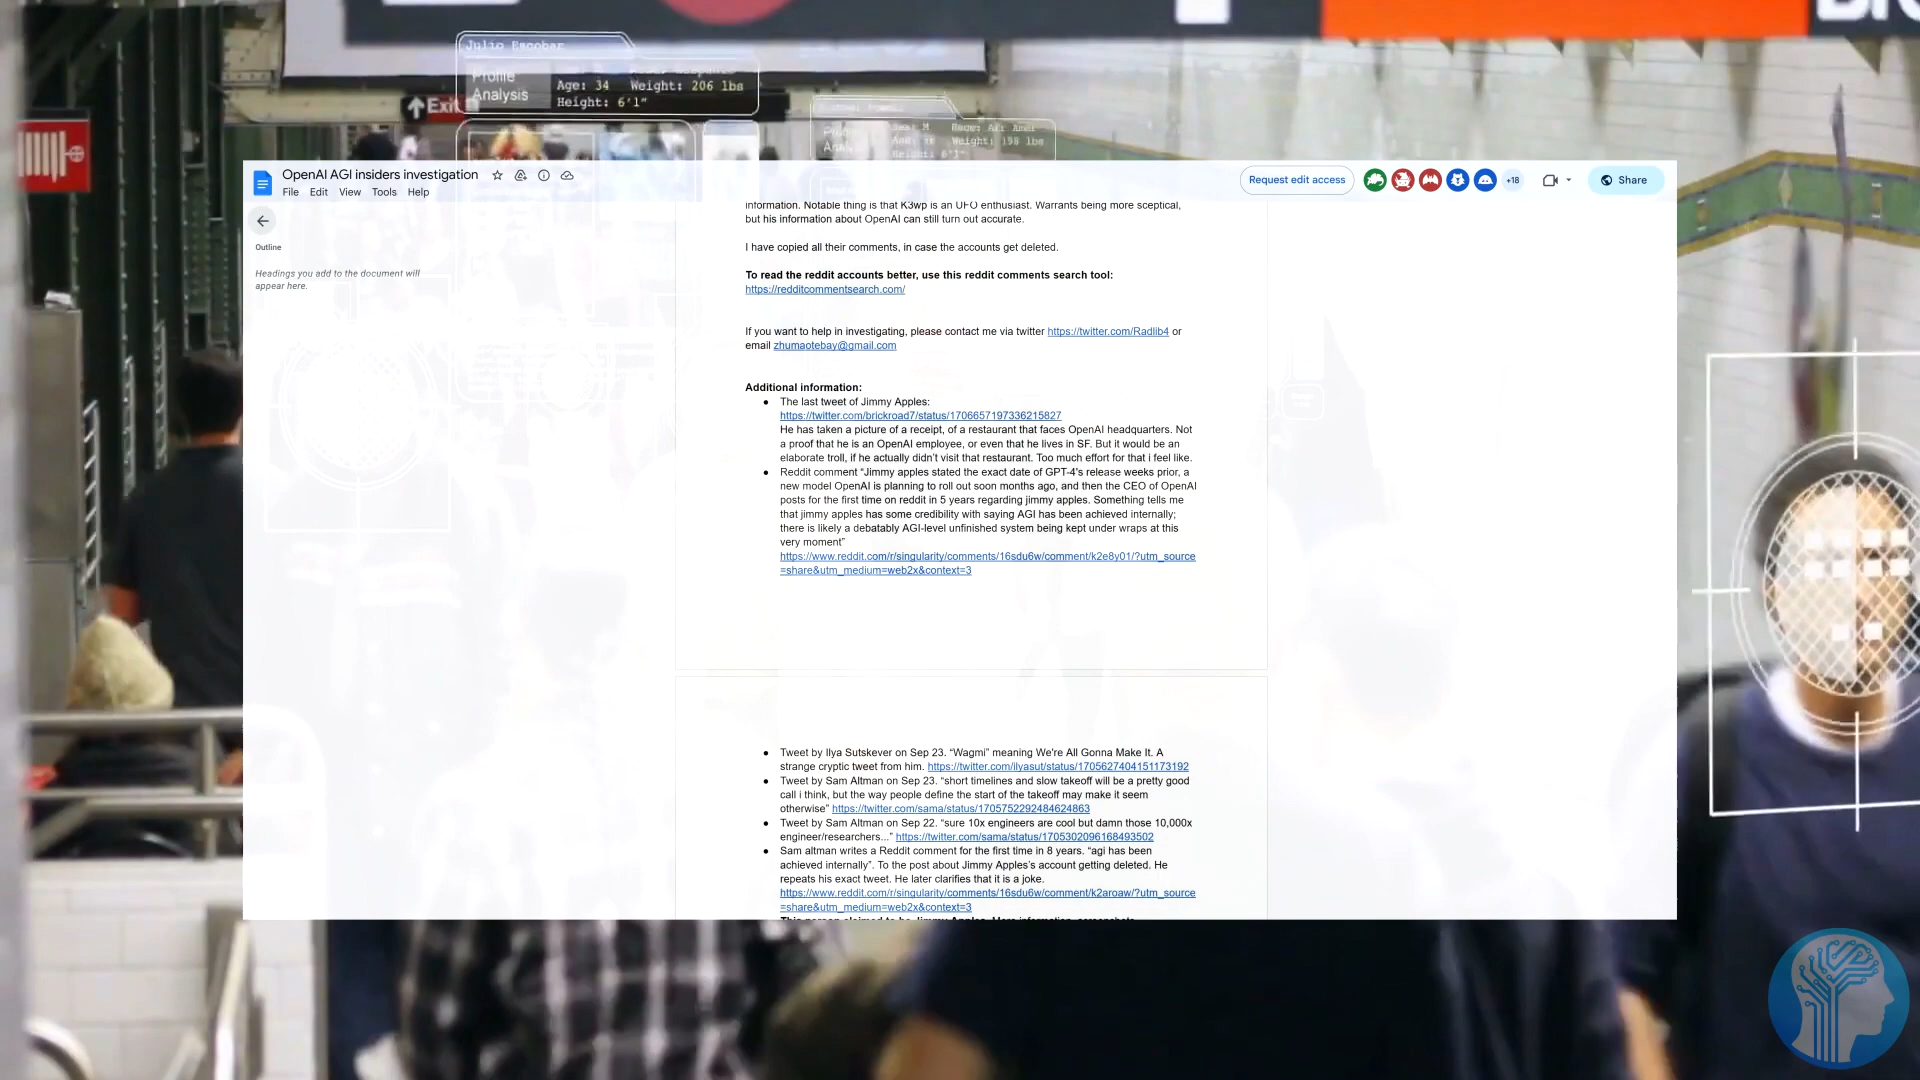 Julio Escobar
Profile
Analysis
Age: 34 Weight: 206 lbs
Height: 6'1"
Exit
Weight: 198 lbs
Height: 6'1"
OpenAI AGI insiders investigation
File Edit View Tools Help
Request edit access
+18
Share
Outline
Headings you add to the document will
appear here.
information. Notable thing is that K3wp is an UFO enthusiast. Warrants being more sceptical,
but his information about OpenAI can still turn out accurate.
I have copied all their comments, in case the accounts get deleted.
To read the reddit accounts better, use this reddit comments search tool:
https://redditcommentsearch.com/
If you want to help in investigating, please contact me via twitter https://twitter.com/Radlib4 or
email zhumaotebay@gmail.com
Additional information:
● The last tweet of Jimmy Apples:
https://twitter.com/brickroad7/status/1706657197336215827
He has taken a picture of a receipt, of a restaurant that faces OpenAI headquarters. Not
a proof that he is an OpenAI employee, or even that he lives in SF. But it would be an
elaborate troll, if he actually didn't visit that restaurant. Too much effort for that i feel like.
● Reddit comment “Jimmy apples stated the exact date of GPT-4's release weeks prior, a
new model OpenAI is planning to roll out soon months ago, and then the CEO of OpenAI
posts for the first time on reddit in 5 years regarding jimmy apples. Something tells me
that jimmy apples has some credibility with saying AGI has been achieved internally;
there is likely a debatably AGI-level unfinished system being kept under wraps at this
very moment”
https://www.reddit.com/r/singularity/comments/16sdu6w/comment/k2e8y01/?utm_source
=share&utm_medium=web2x&context=3
● Tweet by Ilya Sutskever on Sep 23. “Wagmi” meaning We're All Gonna Make It. A
strange cryptic tweet from him. https://twitter.com/ilyasut/status/1705627404151173192
● Tweet by Sam Altman on Sep 23. “short timelines and slow takeoff will be a pretty good
call i think, but the way people define the start of the takeoff may make it seem
otherwise” https://twitter.com/sama/status/1705752292484624863
● Tweet by Sam Altman on Sep 22. “sure 10x engineers are cool but damn those 10,000x
engineer/researchers...” https://twitter.com/sama/status/1705302096168493502
● Sam altman writes a Reddit comment for the first time in 8 years. “agi has been
achieved internally”. To the post about Jimmy Apples's account getting deleted. He
repeats his exact tweet. He later clarifies that it is a joke.
https://www.reddit.com/r/singularity/comments/16sdu6w/comment/k2aroaw/?utm_source
=share&utm_medium=web2x&context=3